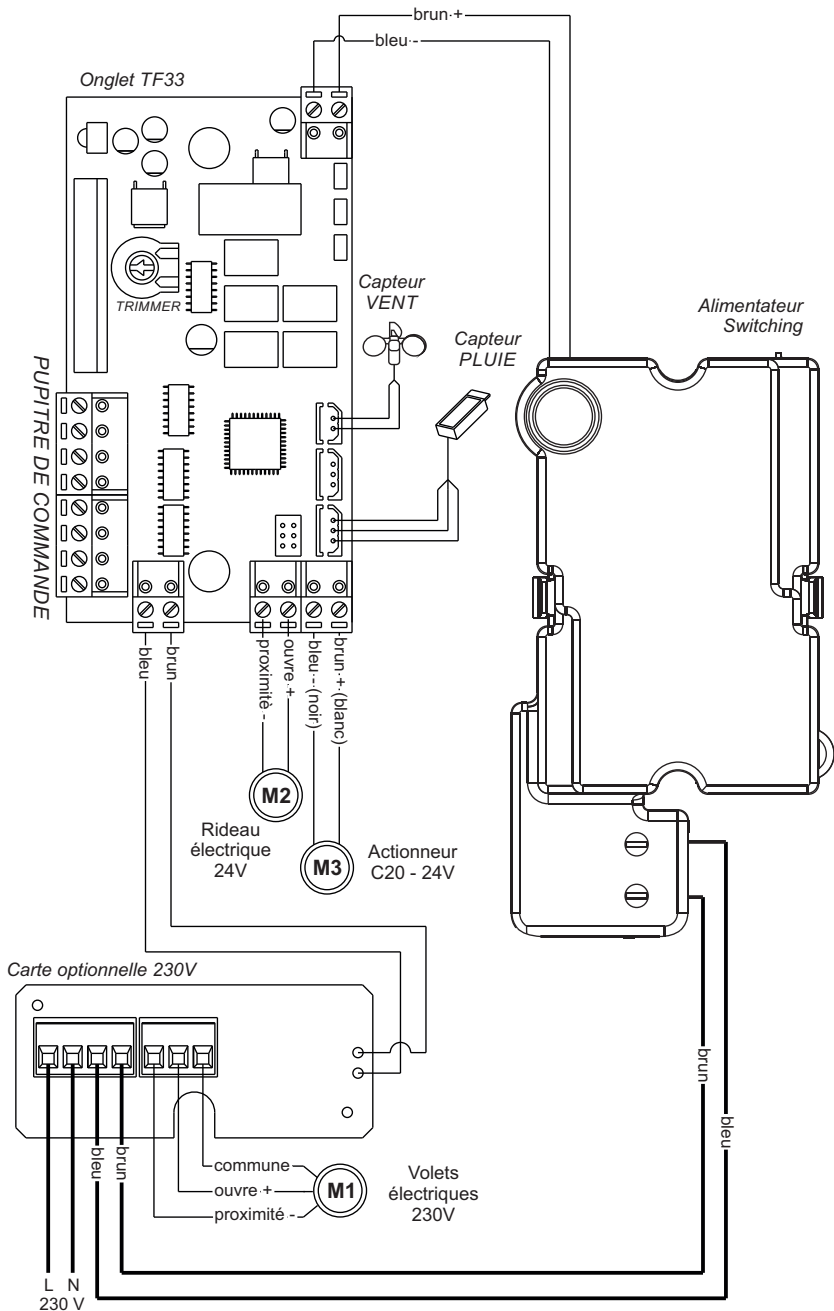 brun + 
bleu -
Onglet TF33
TRIMMER
Capteur
VENT
Capteur
PLUIE
Alimentateur
Switching
PUPITRE DE COMMANDE
bleu
brun
proximité -
ouvre +
bleu - (noir)
brun + (blanc)
M2
Rideau
électrique
24V
M3
Actionneur
C20 - 24V
Carte optionnelle 230V
brun
bleu
bleu
brun
commune
ouvre +
proximité -
M1
Volets
électriques
230V
L N
230 V